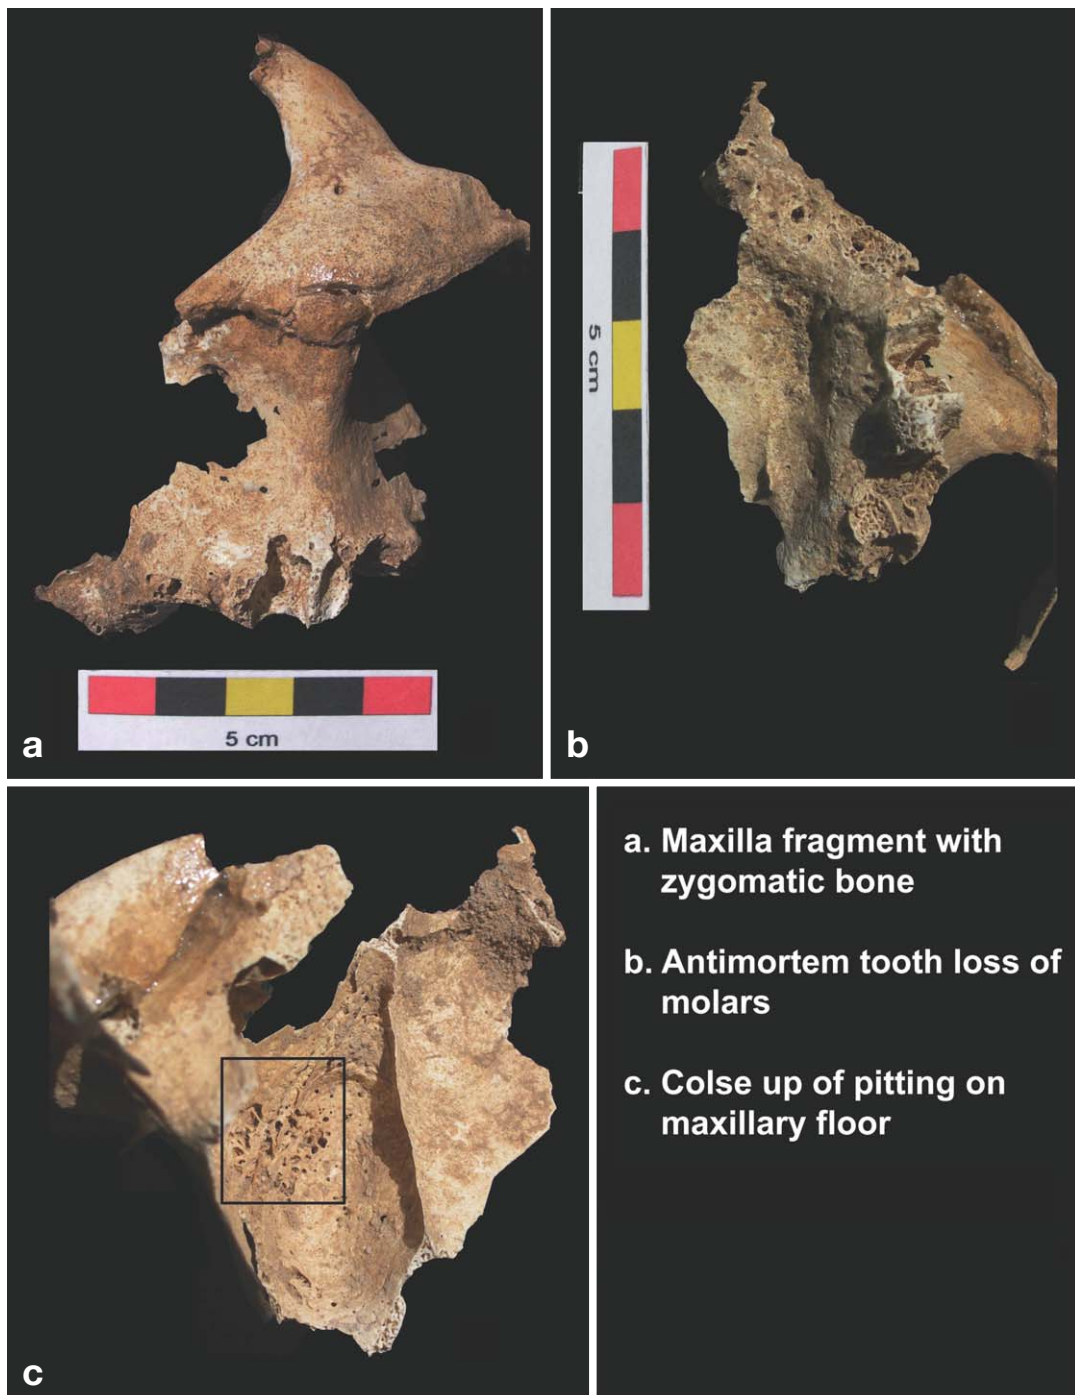 5 cm
a
5 cm
b
c
a. Maxilla fragment with
zygomatic bone
b. Antimortem tooth loss of
molars
c. Colse up of pitting on
maxillary floor